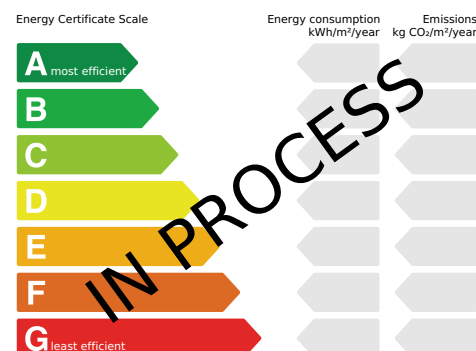 Energy Certificate Scale
Energy consumption
kWh/m²/year
Emissions
kg CO₂/m²/year
A most efficient
B
C
D
E
F
G least efficient
IN PROCESS